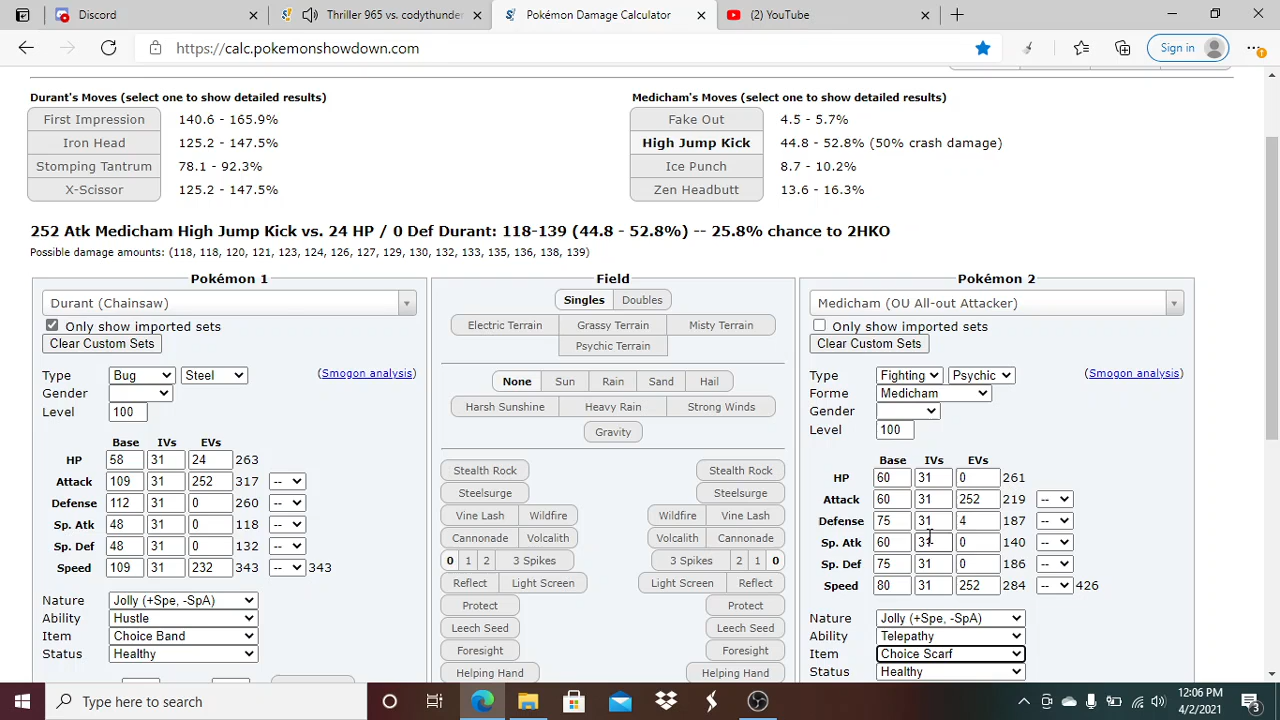 Discord
Thriller 965 vs. codythunder
Pokémon Damage Calculator
(2) YouTube
https://calc.pokemonshowdown.com
Sign in
Durant's Moves (select one to show detailed results)
First Impression 140.6 - 165.9%
Iron Head 125.2 - 147.5%
Stomping Tantrum 78.1 - 92.3%
X-Scissor 125.2 - 147.5%
Medicham's Moves (select one to show detailed results)
Fake Out 4.5 - 5.7%
High Jump Kick 44.8 - 52.8% (50% crash damage)
Ice Punch 8.7 - 10.2%
Zen Headbutt 13.6 - 16.3%
252 Atk Medicham High Jump Kick vs. 24 HP / 0 Def Durant: 118-139 (44.8 - 52.8%) -- 25.8% chance to 2HKO
Possible damage amounts: (118, 118, 120, 121, 123, 124, 126, 127, 129, 130, 132, 133, 135, 136, 138, 139)
Pokémon 1
Durant (Chainsaw)
Only show imported sets
Clear Custom Sets
Type Bug Steel (Smogon analysis)
Gender
Level 100
Base IVs EVs
HP 58 31 24 263
Attack 109 31 252 317 --
Defense 112 31 0 260 --
Sp. Atk 48 31 0 118 --
Sp. Def 48 31 0 132 --
Speed 109 31 232 343 -- 343
Nature Jolly (+Spe, -SpA)
Ability Hustle
Item Choice Band
Status Healthy
Field
Singles Doubles
Electric Terrain Grassy Terrain Misty Terrain
Psychic Terrain
None Sun Rain Sand Hail
Harsh Sunshine Heavy Rain Strong Winds
Gravity
Stealth Rock Stealth Rock
Steelsurge Steelsurge
Vine Lash Wildfire Wildfire Vine Lash
Cannonade Volcalith Volcalith Cannonade
0 1 2 3 Spikes 3 Spikes 2 1 0
Reflect Light Screen Light Screen Reflect
Protect Protect
Leech Seed Leech Seed
Foresight Foresight
Helping Hand Helping Hand
Pokémon 2
Medicham (OU All-out Attacker)
Only show imported sets
Clear Custom Sets
Type Fighting Psychic (Smogon analysis)
Forme Medicham
Gender
Level 100
Base IVs EVs
HP 60 31 0 261
Attack 60 31 252 219 --
Defense 75 31 4 187 --
Sp. Atk 60 31 0 140 --
Sp. Def 75 31 0 186 --
Speed 80 31 252 284 -- 426
Nature Jolly (+Spe, -SpA)
Ability Telepathy
Item Choice Scarf
Status Healthy
Type here to search
12:06 PM
4/2/2021
3